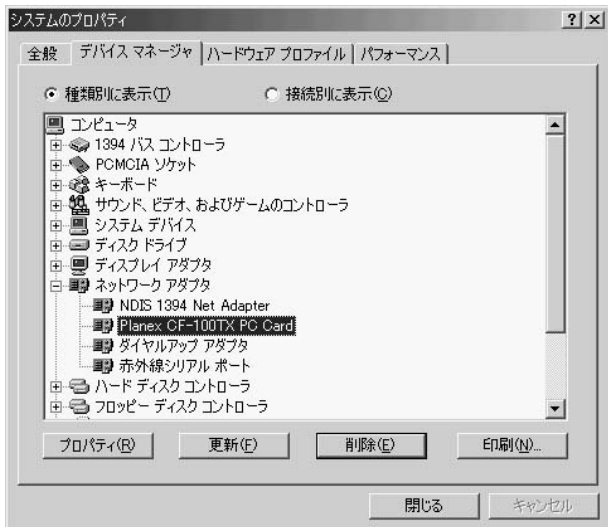 システムのプロパティ
全般 デバイス マネージャ ハードウェア プロファイル パフォーマンス
種類別に表示(T) 接続別に表示(C)
コンピュータ
1394 バス コントローラ
PCMCIA ソケット
キーボード
サウンド、ビデオ、およびゲームのコントローラ
システム デバイス
ディスク ドライブ
ディスプレイ アダプタ
ネットワーク アダプタ
NDIS 1394 Net Adapter
Planex CF-100TX PC Card
ダイヤルアップ アダプタ
赤外線シリアル ポート
ハード ディスク コントローラ
フロッピー ディスク コントローラ
プロパティ(R) 更新(F) 削除(E) 印刷(N)...
閉じる キャンセル